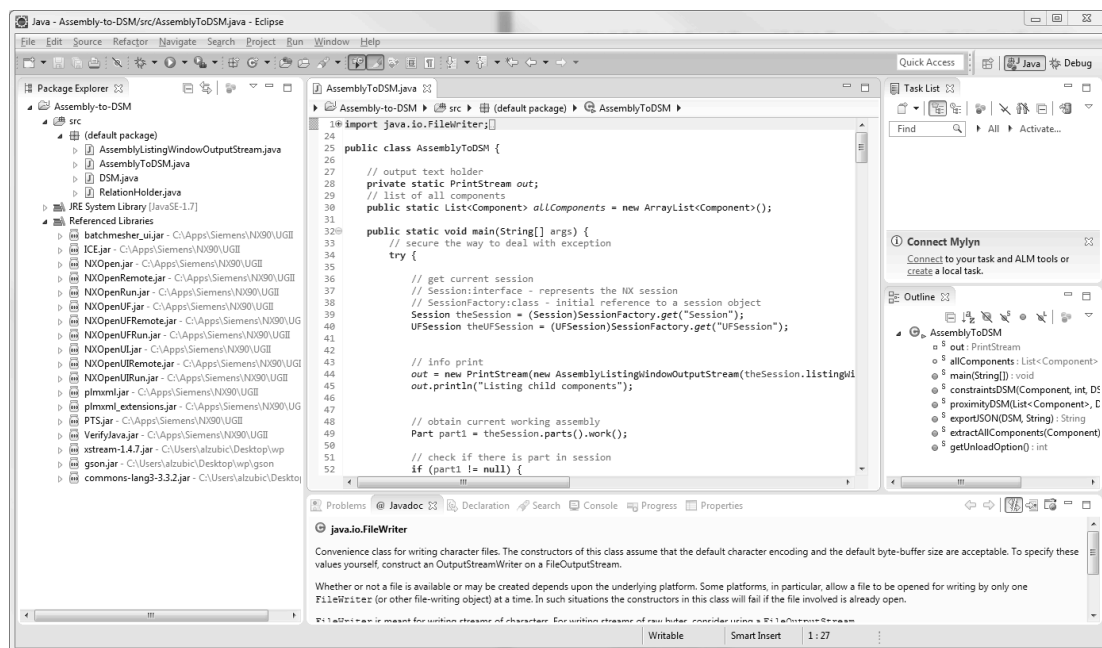 Java - Assembly-to-DSM/src/AssemblyToDSM.java - Eclipse
File Edit Source Refactor Navigate Search Project Run Window Help
Quick Access Java Debug
Package Explorer
Assembly-to-DSM
src
(default package)
AssemblyListingWindowOutputStream.java
AssemblyToDSM.java
DSM.java
RelationHolder.java
JRE System Library [JavaSE-1.7]
Referenced Libraries
batchmesher_ui.jar - C:\Apps\Siemens\NX90\UGII
ICE.jar - C:\Apps\Siemens\NX90\UGII
NXOpen.jar - C:\Apps\Siemens\NX90\UGII
NXOpenRemote.jar - C:\Apps\Siemens\NX90\UGII
NXOpenRun.jar - C:\Apps\Siemens\NX90\UGII
NXOpenUF.jar - C:\Apps\Siemens\NX90\UGII
NXOpenUFRemote.jar - C:\Apps\Siemens\NX90\UG
NXOpenUFRun.jar - C:\Apps\Siemens\NX90\UGII
NXOpenUI.jar - C:\Apps\Siemens\NX90\UGII
NXOpenUIRemote.jar - C:\Apps\Siemens\NX90\UGI
NXOpenUIRun.jar - C:\Apps\Siemens\NX90\UGII
plmxml.jar - C:\Apps\Siemens\NX90\UGII
plmxml_extensions.jar - C:\Apps\Siemens\NX90\UG
PTS.jar - C:\Apps\Siemens\NX90\UGII
VerifyJava.jar - C:\Apps\Siemens\NX90\UGII
xstream-1.4.7.jar - C:\Users\alzubic\Desktop\wp
gson.jar - C:\Users\alzubic\Desktop\wp\gson
commons-lang3-3.3.2.jar - C:\Users\alzubic\Deskto
AssemblyToDSM.java
Assembly-to-DSM src (default package) AssemblyToDSM
1 import java.io.FileWriter;
24
25 public class AssemblyToDSM {
26
27 // output text holder
28 private static PrintStream out;
29 // list of all components
30 public static List<Component> allComponents = new ArrayList<Component>();
31
32 public static void main(String[] args) {
33 // secure the way to deal with exception
34 try {
35
36 // get current session
37 // Session:interface - represents the NX session
38 // SessionFactory:class - initial reference to a session object
39 Session theSession = (Session)SessionFactory.get("Session");
40 UFSession theUFSession = (UFSession)SessionFactory.get("UFSession");
41
42
43 // info print
44 out = new PrintStream(new AssemblyListingWindowOutputStream(theSession.listingWi
45 out.println("Listing child components");
46
47
48 // obtain current working assembly
49 Part part1 = theSession.parts().work();
50
51 // check if there is part in session
52 if (part1 != null) {
Task List
Find All Activate...
Connect Mylyn
Connect to your task and ALM tools or
create a local task.
Outline
AssemblyToDSM
out : PrintStream
allComponents : List<Component>
main(String[]) : void
constraintsDSM(Component, int, DS
proximityDSM(List<Component>, D
exportJSON(DSM, String) : String
extractAllComponents(Component)
getUnloadOption() : int
Problems @ Javadoc Declaration Search Console Progress Properties
java.io.FileWriter
Convenience class for writing character files. The constructors of this class assume that the default character encoding and the default byte-buffer size are acceptable. To specify these
values yourself, construct an OutputStreamWriter on a FileOutputStream.
Whether or not a file is available or may be created depends upon the underlying platform. Some platforms, in particular, allow a file to be opened for writing by only one
FileWriter (or other file-writing object) at a time. In such situations the constructors in this class will fail if the file involved is already open.
FileWriter is meant for writing streams of characters. For writing streams of raw bytes, consider using a FileOutputStream
Writable Smart Insert 1 : 27